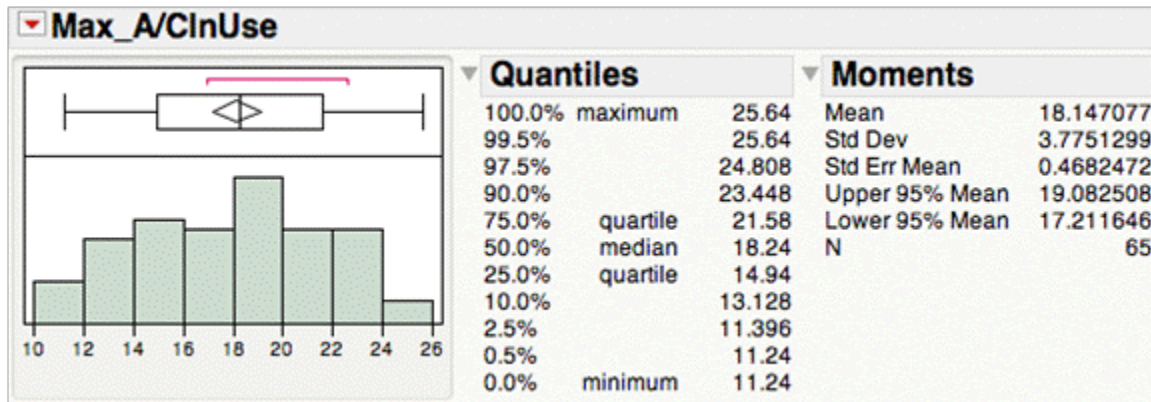 Max_A/CInUse
10 12 14 16 18 20 22 24 26
Quantiles
100.0% maximum 25.64
99.5% 25.64
97.5% 24.808
90.0% 23.448
75.0% quartile 21.58
50.0% median 18.24
25.0% quartile 14.94
10.0% 13.128
2.5% 11.396
0.5% 11.24
0.0% minimum 11.24
Moments
Mean 18.147077
Std Dev 3.7751299
Std Err Mean 0.4682472
Upper 95% Mean 19.082508
Lower 95% Mean 17.211646
N 65